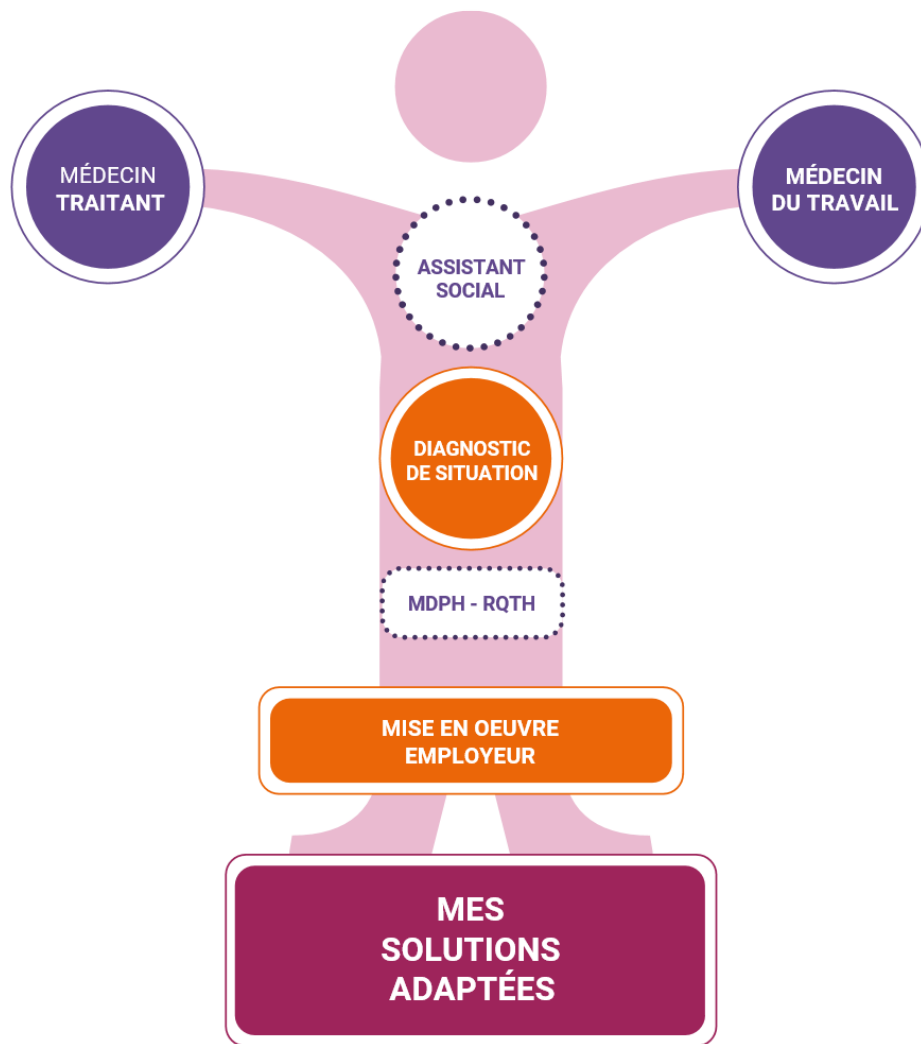 MÉDECIN
TRAITANT
MÉDECIN
DU TRAVAIL
ASSISTANT
SOCIAL
DIAGNOSTIC
DE SITUATION
MDPH - RQTH
MISE EN OEUVRE
EMPLOYEUR
MES
SOLUTIONS
ADAPTÉES